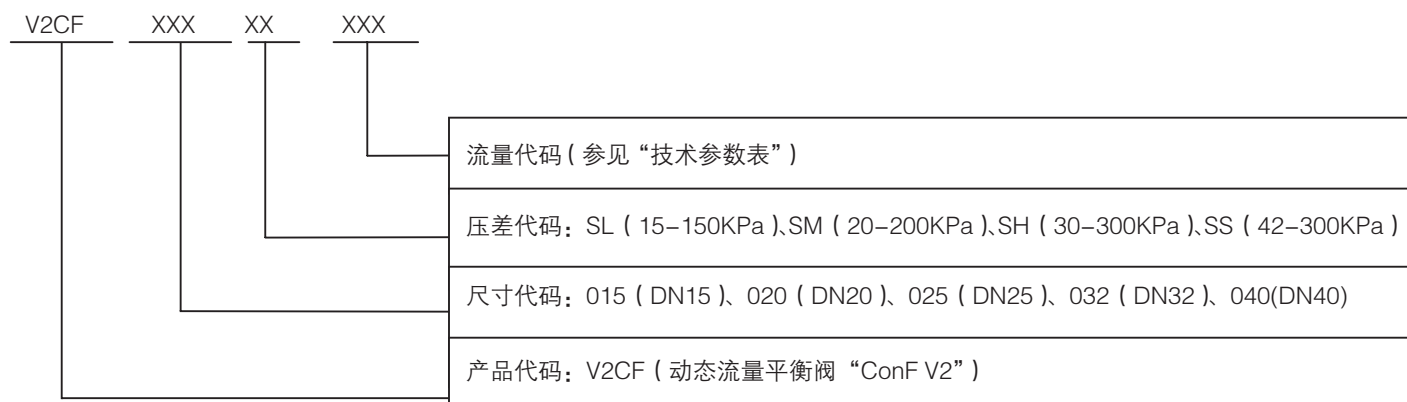 V2CF XXX XX XXX
流量代码（参见“技术参数表”）
压差代码：SL（15–150KPa）、SM（20–200KPa）、SH（30–300KPa）、SS（42–300KPa）
尺寸代码：015（DN15）、020（DN20）、025（DN25）、032（DN32）、040(DN40)
产品代码：V2CF（动态流量平衡阀 “ConF V2”）